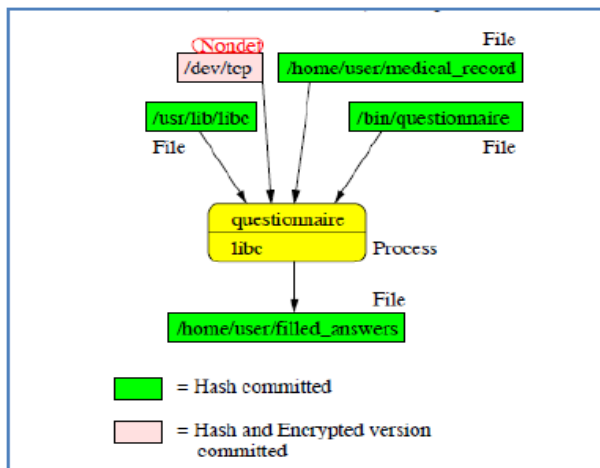 File
Nondet
/dev/tcp
/home/user/medical_record
/usr/lib/libc
/bin/questionnaire
File
File
questionnaire
libc
Process
File
/home/user/filled_answers
= Hash committed
= Hash and Encrypted version
committed